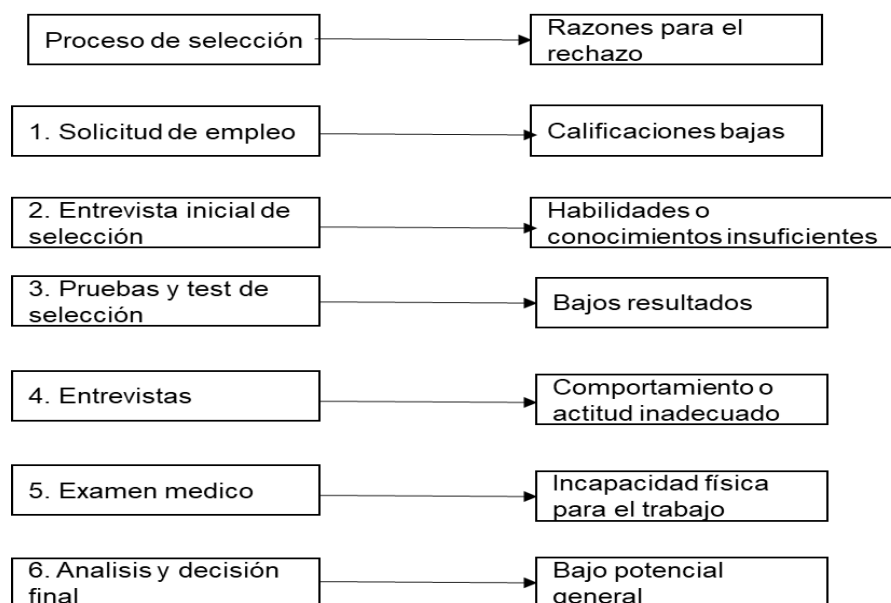 Proceso de selección
Razones para el
rechazo
1. Solicitud de empleo
Calificaciones bajas
2. Entrevista inicial de
selección
Habilidades o
conocimientos insuficientes
3. Pruebas y test de
selección
Bajos resultados
4. Entrevistas
Comportamiento o
actitud inadecuado
5. Examen medico
Incapacidad física
para el trabajo
6. Analisis y decisión
final
Bajo potencial
general